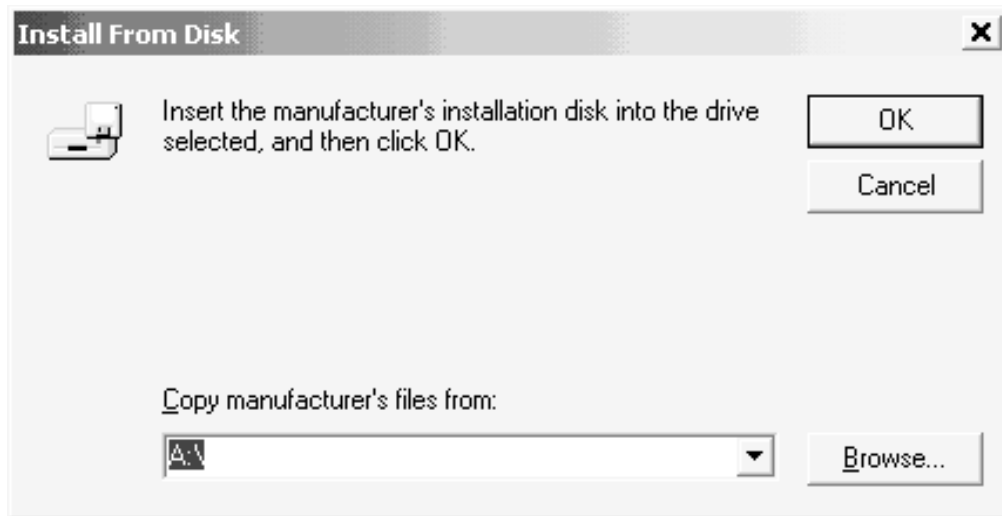 Install From Disk
Insert the manufacturer's installation disk into the drive
selected, and then click OK.
OK
Cancel
Copy manufacturer's files from:
A:\
Browse...